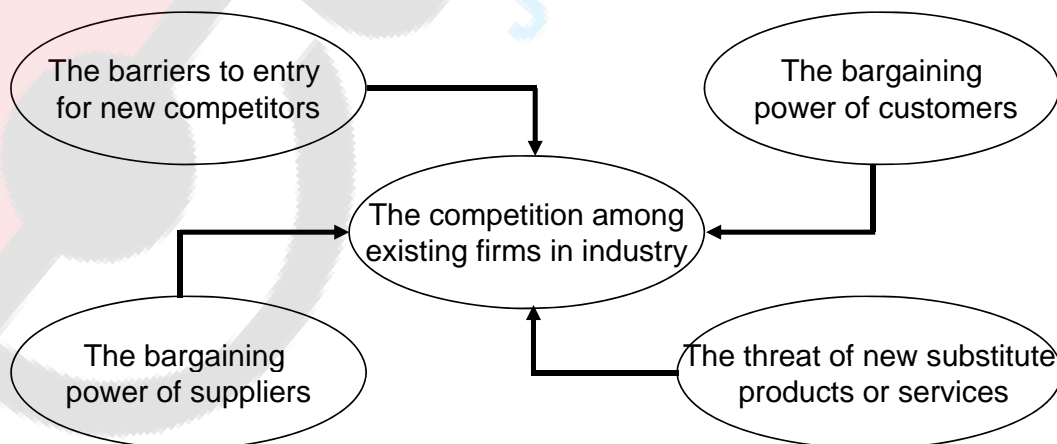 The barriers to entry
for new competitors
The bargaining
power of customers
The competition among
existing firms in industry
The bargaining
power of suppliers
The threat of new substitute
products or services